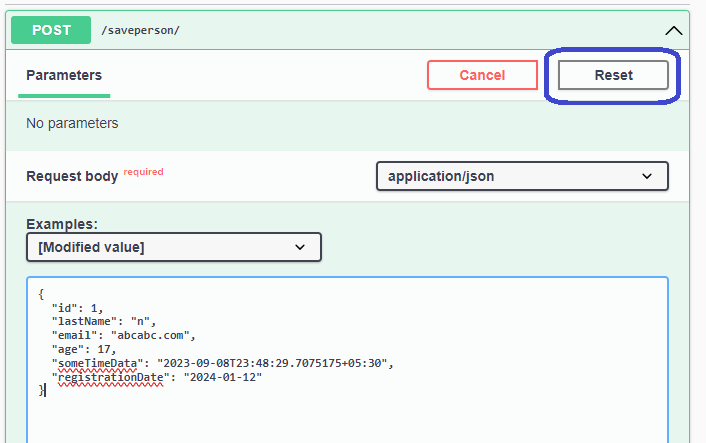 POST /saveperson/
Parameters Cancel Reset
No parameters
Request body required application/json
Examples:
[Modified value]
{
  "id": 1,
  "lastName": "n",
  "email": "abcabc.com",
  "age": 17,
  "someTimeData": "2023-09-08T23:48:29.7075175+05:30",
  "registrationDate": "2024-01-12"
}